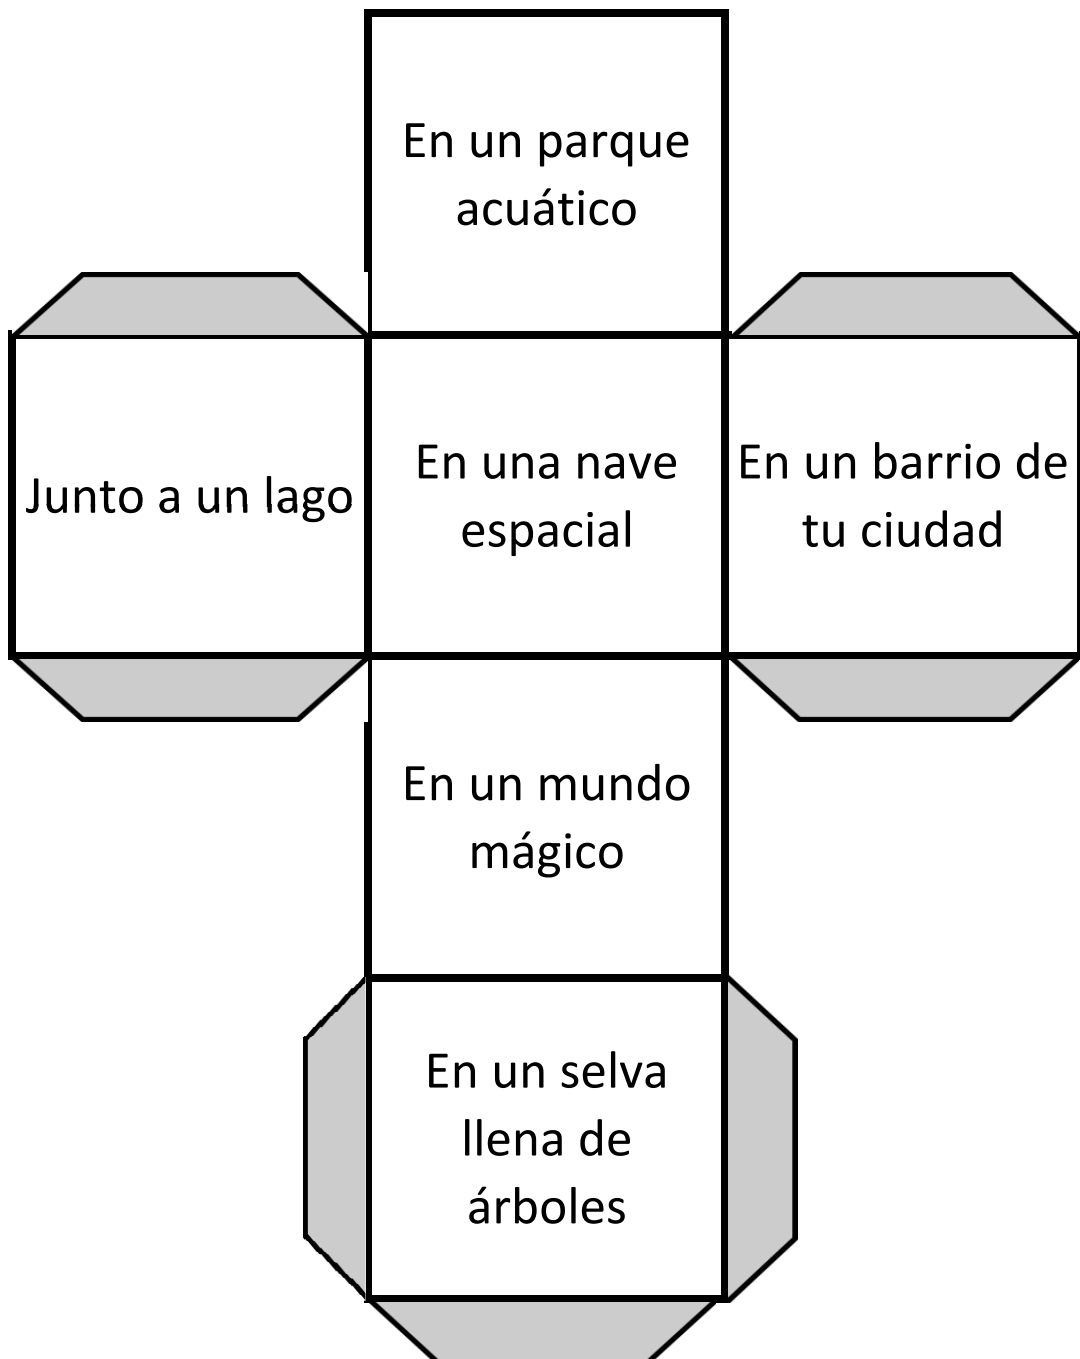 En un parque
acuático
Junto a un lago
En una nave
espacial
En un barrio de
tu ciudad
En un mundo
mágico
En un selva
llena de
árboles